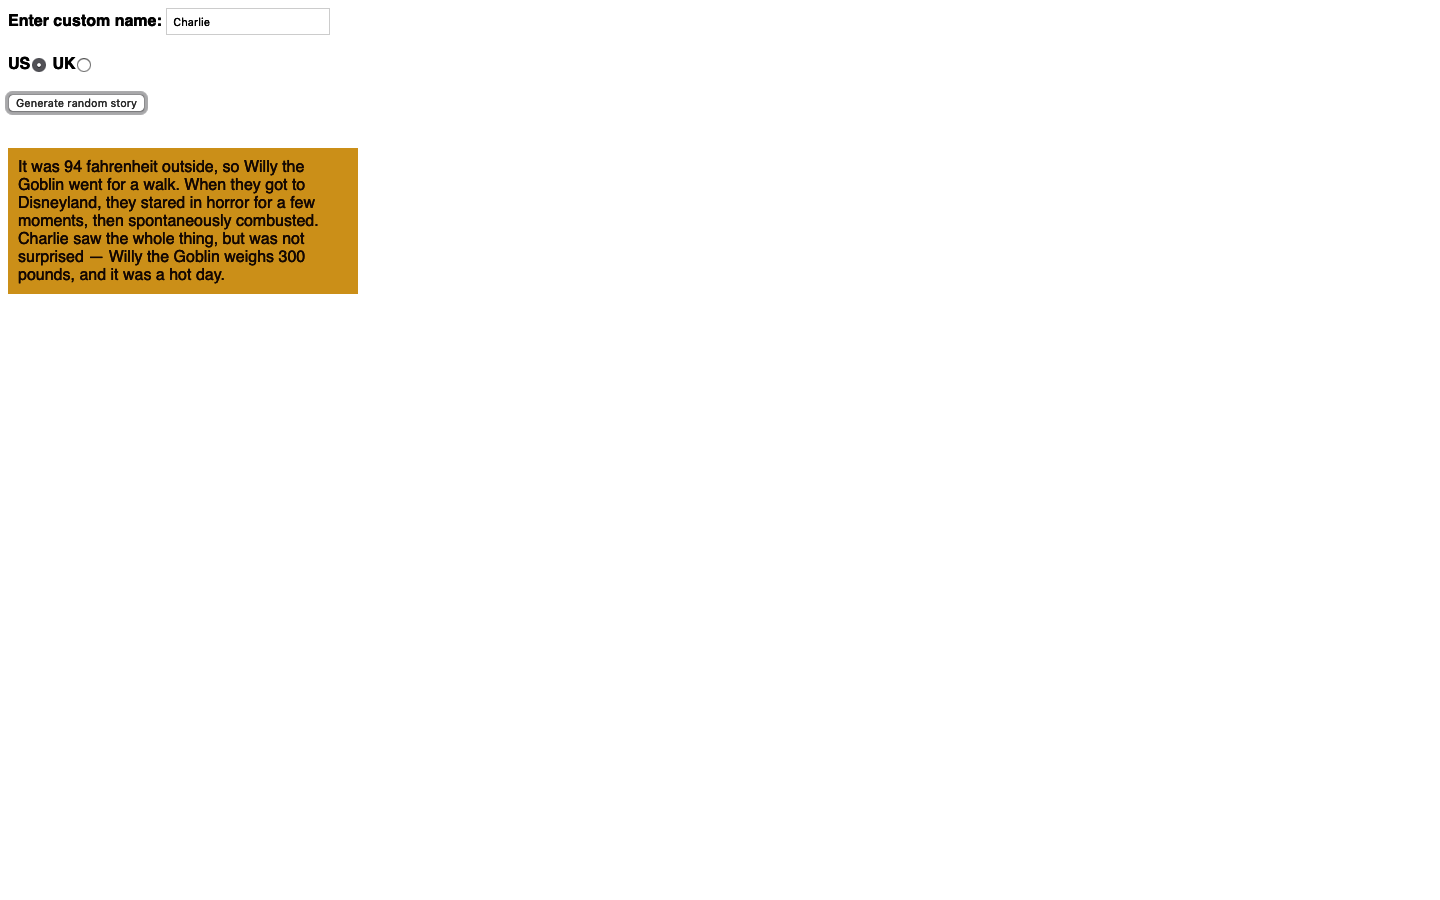 Enter custom name: Charlie
US UK
Generate random story
It was 94 fahrenheit outside, so Willy the
Goblin went for a walk. When they got to
Disneyland, they stared in horror for a few
moments, then spontaneously combusted.
Charlie saw the whole thing, but was not
surprised — Willy the Goblin weighs 300
pounds, and it was a hot day.